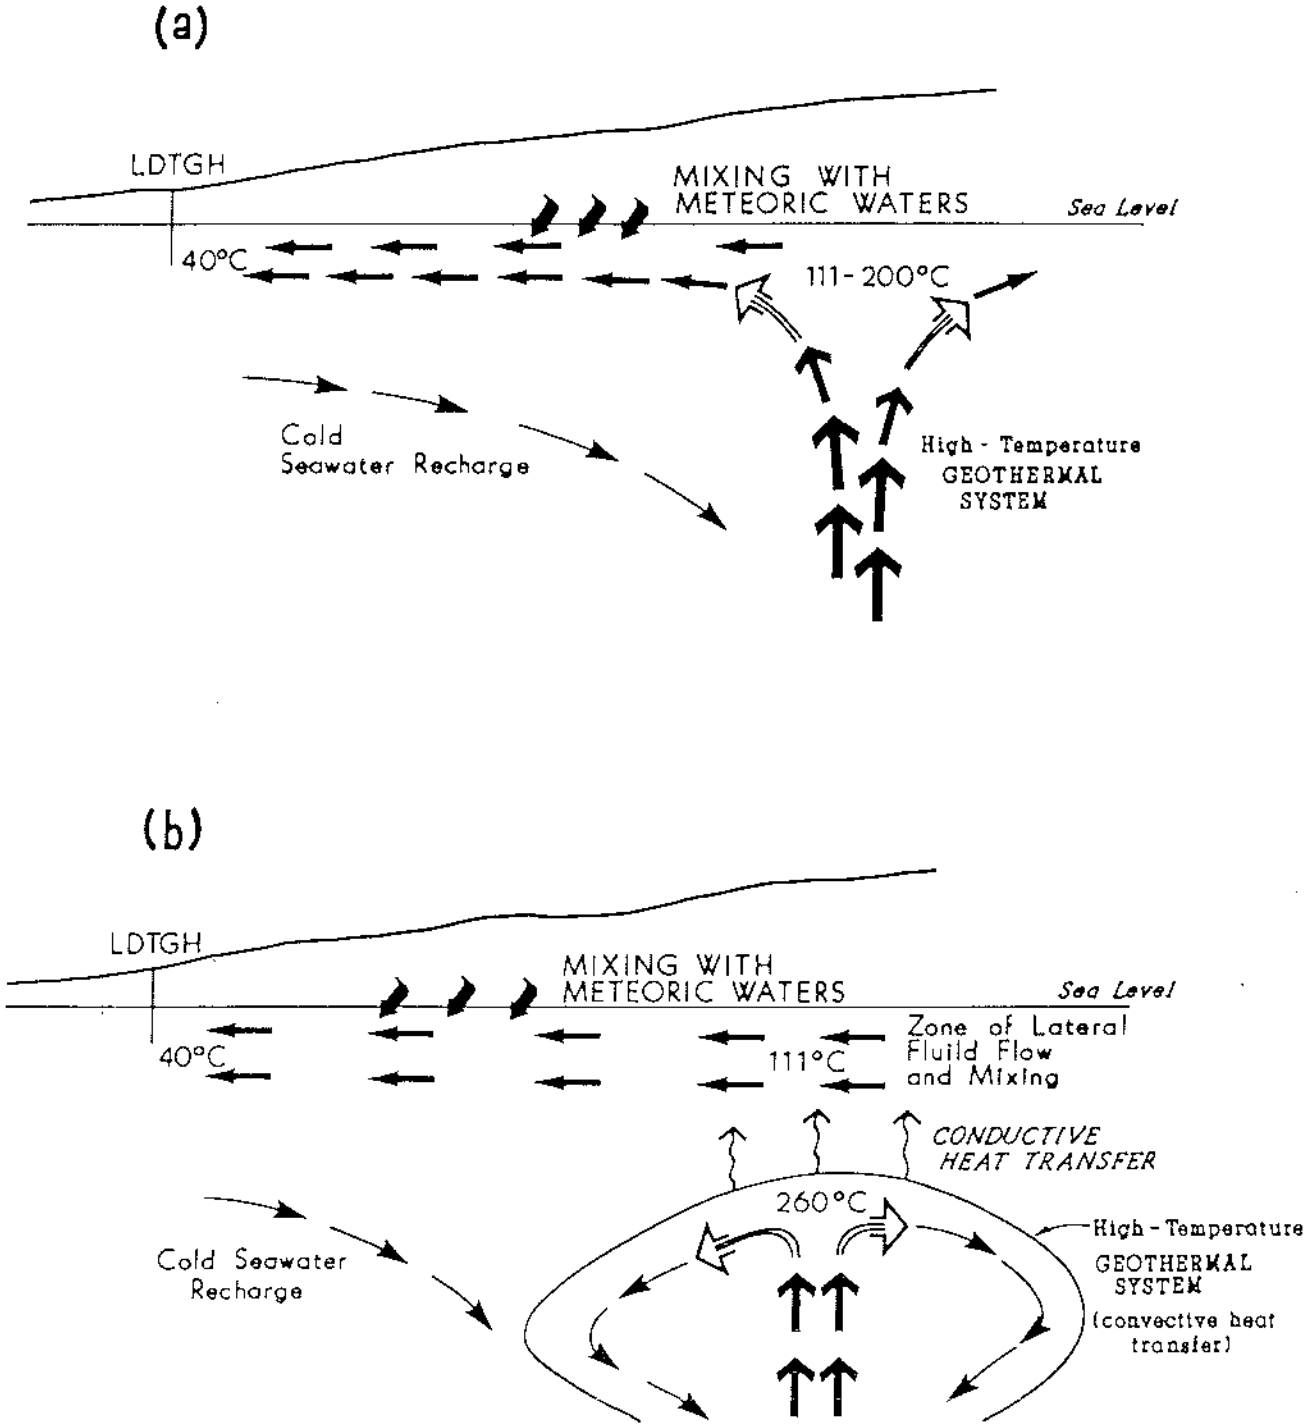 (a)
LDTGH
MIXING WITH
METEORIC WATERS
Sea Level
40°C
111-200°C
Cold
Seawater Recharge
High - Temperature
GEOTHERMAL
SYSTEM
(b)
LDTGH
MIXING WITH
METEORIC WATERS
Sea Level
40°C
111°C
Zone of Lateral
Fluild Flow
and Mixing
CONDUCTIVE
HEAT TRANSFER
260°C
Cold Seawater
Recharge
High - Temperature
GEOTHERMAL
SYSTEM
(convective heat
transfer)